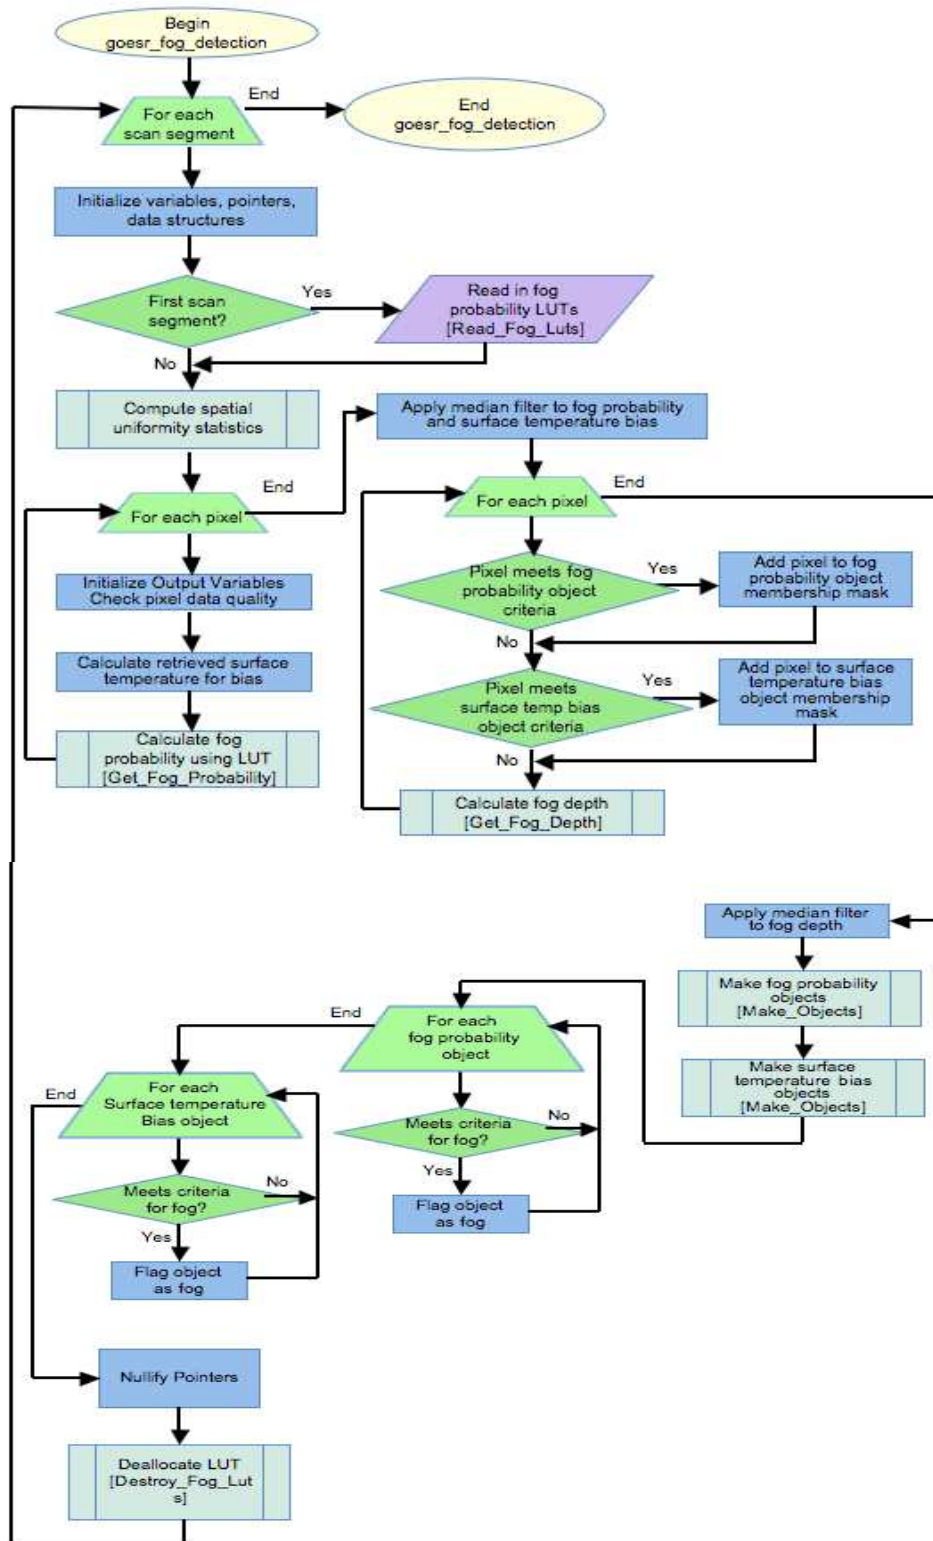 Begin
goesr_fog_detection
For each
scan segment
End
End
goesr_fog_detection
Initialize variables, pointers,
data structures
First scan
segment?
Yes
Read in fog
probability LUTs
[Read_Fog_Luts]
No
Compute spatial
uniformity statistics
For each pixel
End
Initialize Output Variables
Check pixel data quality
Calculate retrieved surface
temperature for bias
Calculate fog
probability using LUT
[Get_Fog_Probability]
Apply median filter to fog probability
and surface temperature bias
For each pixel
End
Pixel meets fog
probability object
criteria
Yes
Add pixel to fog
probability object
membership mask
No
Pixel meets
surface temp bias
object criteria
Yes
Add pixel to surface
temperature bias
object membership
mask
No
Calculate fog depth
[Get_Fog_Depth]
Apply median filter
to fog depth
Make fog probability
objects
[Make_Objects]
Make surface
temperature bias
objects
[Make_Objects]
For each
fog probability
object
End
Meets criteria
for fog?
No
Yes
Flag object
as fog
For each
Surface temperature
Bias object
End
Meets criteria
for fog?
No
Yes
Flag object
as fog
Nullify Pointers
Deallocate LUT
[Destroy_Fog_Lut
s]